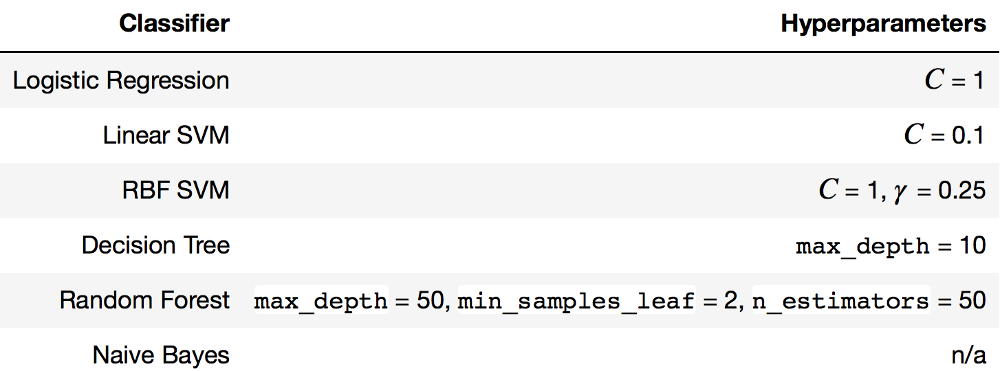 Classifier Hyperparameters
Logistic Regression C = 1
Linear SVM C = 0.1
RBF SVM C = 1, γ = 0.25
Decision Tree max_depth = 10
Random Forest max_depth = 50, min_samples_leaf = 2, n_estimators = 50
Naive Bayes n/a